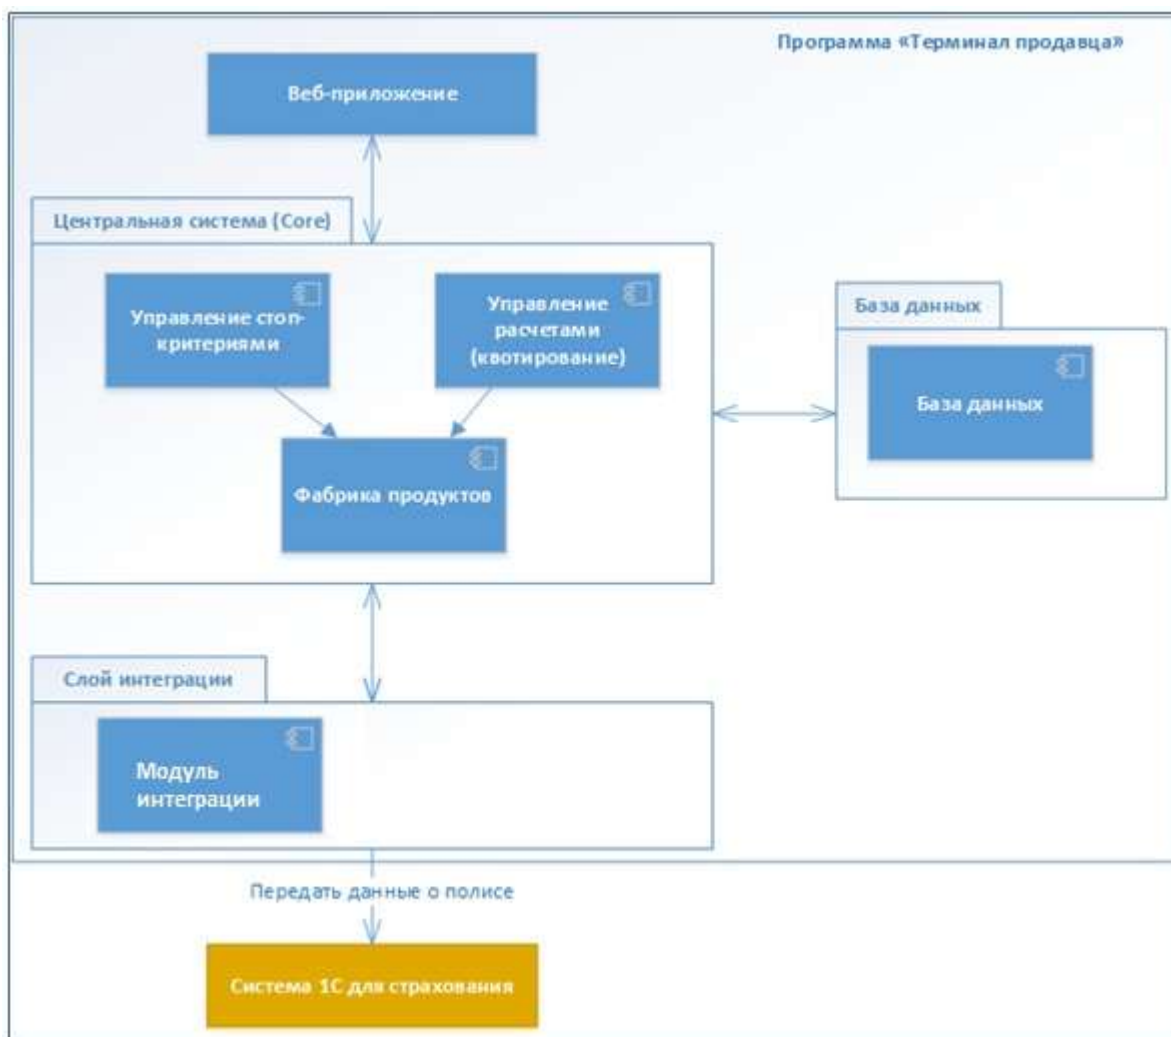 Программа «Терминал продавца»
Веб-приложение
Центральная система (Core)
Управление стоп-
критериями
Управление
расчетами
(квотирование)
Фабрика продуктов
База данных
База данных
Слой интеграции
Модуль
интеграции
Передать данные о полисе
Система 1С для страхования